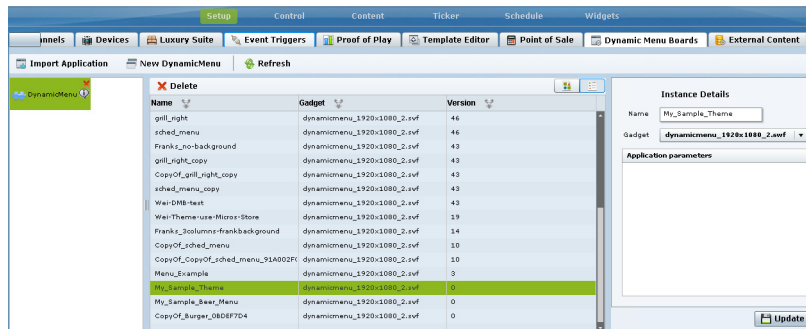 Setup Control Content Ticker Schedule Widgets
nnels Devices Luxury Suite Event Triggers Proof of Play Template Editor Point of Sale Dynamic Menu Boards External Content
Import Application New DynamicMenu Refresh
DynamicMenu
Delete
Name Gadget Version
grill_right dynamicmenu_1920x1080_2.swf 46
sched_menu dynamicmenu_1920x1080_2.swf 46
Franks_no-background dynamicmenu_1920x1080_2.swf 43
grill_right_copy dynamicmenu_1920x1080_2.swf 43
CopyOf_grill_right_copy dynamicmenu_1920x1080_2.swf 43
sched_menu_copy dynamicmenu_1920x1080_2.swf 43
Wei-DMB-test dynamicmenu_1920x1080_2.swf 43
Wei-Theme-use-Micros-Store dynamicmenu_1920x1080_2.swf 19
Franks_3columns-frankbackground dynamicmenu_1920x1080_2.swf 14
CopyOf_sched_menu dynamicmenu_1920x1080_2.swf 10
CopyOf_CopyOf_sched_menu_91A002F dynamicmenu_1920x1080_2.swf 10
Menu_Example dynamicmenu_1920x1080_2.swf 3
My_Sample_Theme dynamicmenu_1920x1080_2.swf 0
My_Sample_Beer_Menu dynamicmenu_1920x1080_2.swf 0
CopyOf_Burger_0BDEF7D4 dynamicmenu_1920x1080_2.swf 0
Instance Details
Name My_Sample_Theme
Gadget dynamicmenu_1920x1080_2.swf
Application parameters
Update